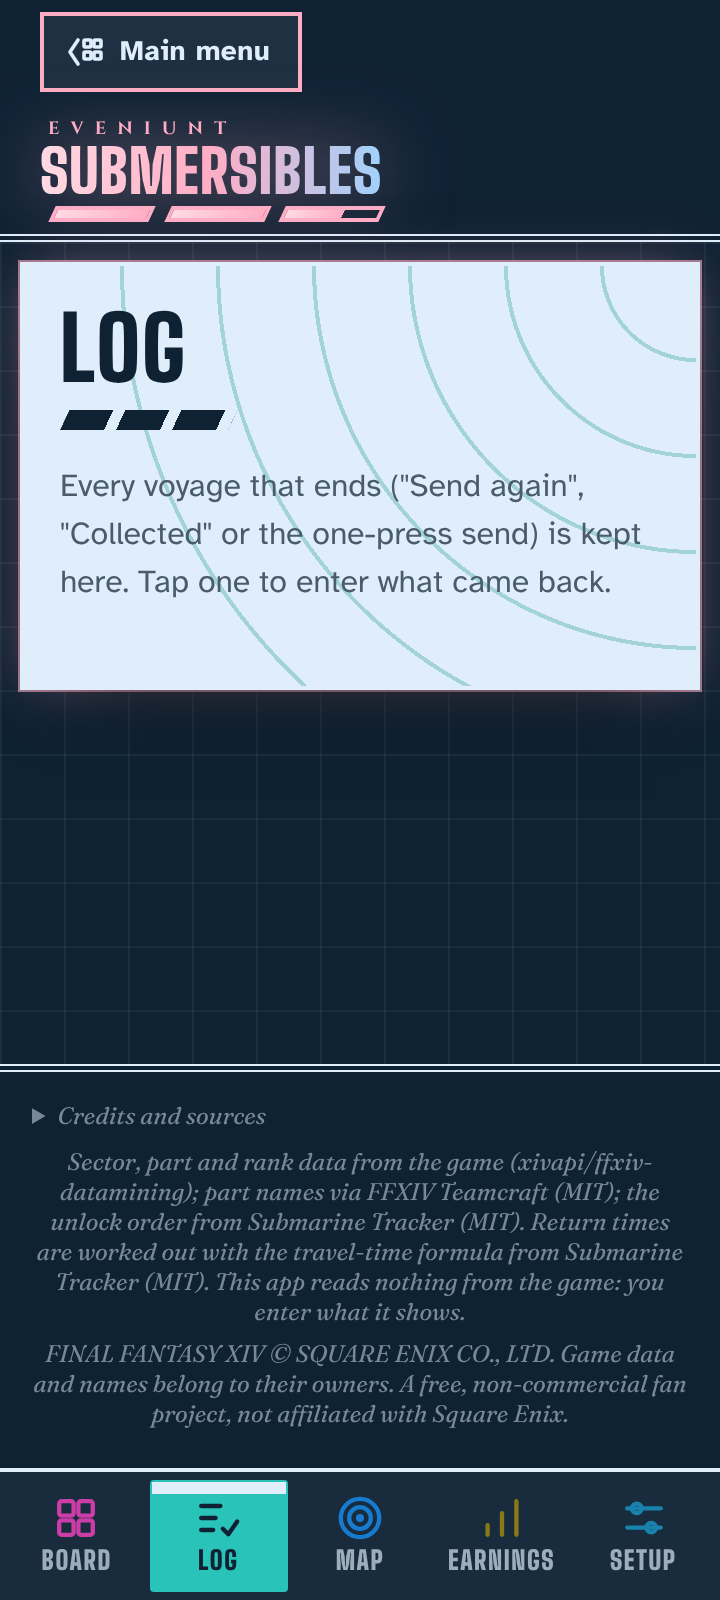 Main menu
EVENIUNT
SUBMERSIBLES
LOG
Every voyage that ends ("Send again",
"Collected" or the one-press send) is kept
here. Tap one to enter what came back.
Credits and sources
Sector, part and rank data from the game (xivapi/ffxiv-
datamining); part names via FFXIV Teamcraft (MIT); the
unlock order from Submarine Tracker (MIT). Return times
are worked out with the travel-time formula from Submarine
Tracker (MIT). This app reads nothing from the game: you
enter what it shows.
FINAL FANTASY XIV © SQUARE ENIX CO., LTD. Game data
and names belong to their owners. A free, non-commercial fan
project, not affiliated with Square Enix.
BOARD
LOG
MAP
EARNINGS
SETUP